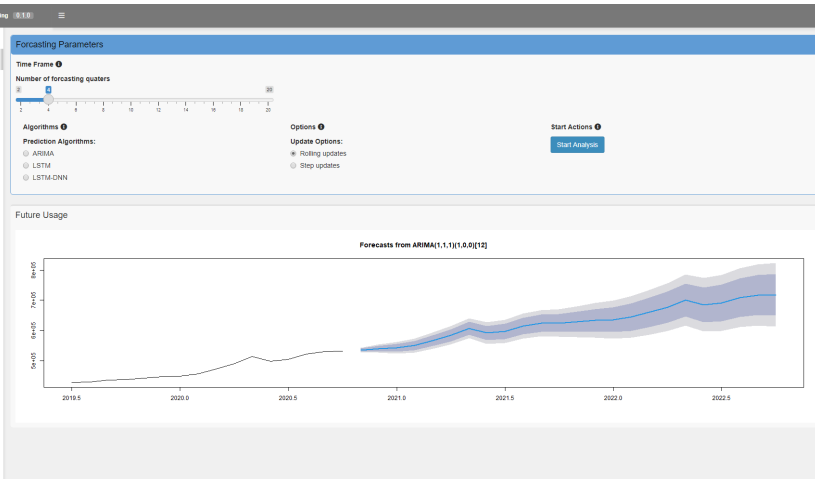 ng 0.1.0
Forcasting Parameters
Time Frame
Number of forcasting quaters
2 4 20
2 4 6 8 10 12 14 16 18 20
Algorithms Options Start Actions
Prediction Algorithms: Update Options: Start Analysis
ARIMA Rolling updates
LSTM Step updates
LSTM-DNN
Future Usage
Forecasts from ARIMA(1,1,1)(1,0,0)[12]
8e+05
7e+05
6e+05
5e+05
2019.5 2020.0 2020.5 2021.0 2021.5 2022.0 2022.5